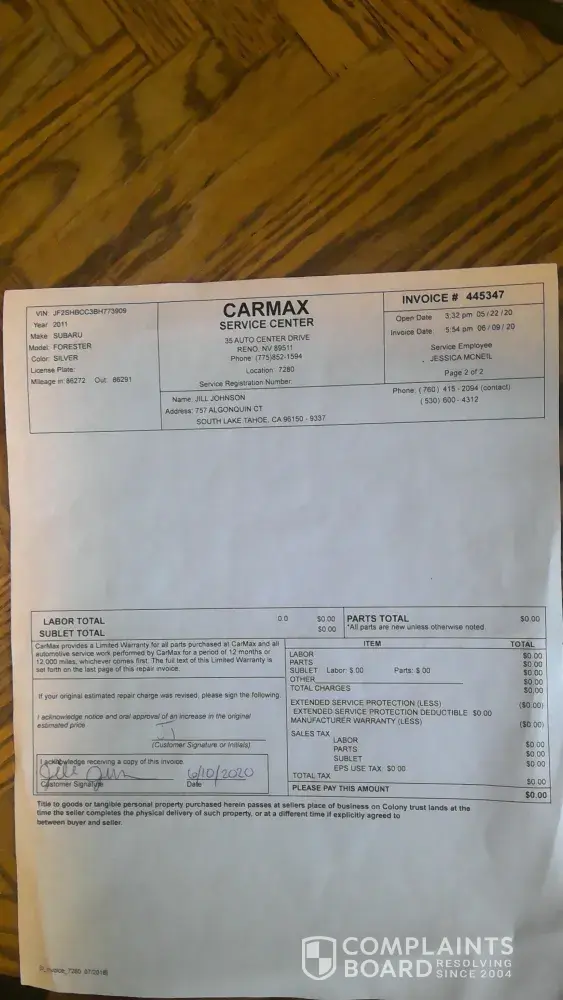 VIN: JF2SHBCC3BH773909
Year 2011
Make: SUBARU
Model: FORESTER
Color: SILVER
License Plate:
Mileage in: 86272 Out: 86291
CARMAX
SERVICE CENTER
35 AUTO CENTER DRIVE
RENO, NV 89511
Phone: (775)852-1594
Location: 7280
Service Registration Number:
INVOICE # 445347
Open Date 3:32 pm 05/22/20
Invoice Date 5:54 pm 06/09/20
Service Employee
JESSICA MCNEIL
Page 2 of 2
Name: JILL JOHNSON
Address: 757 ALGONQUIN CT
SOUTH LAKE TAHOE, CA 96150 - 9337
Phone: (760) 415 - 2094 (contact)
(530) 600 - 4312
LABOR TOTAL 0.0 $0.00
SUBLET TOTAL $0.00
PARTS TOTAL $0.00
*All parts are new unless otherwise noted.
CarMax provides a Limited Warranty for all parts purchased at CarMax and all
automotive service work performed by CarMax for a period of 12 months or
12,000 miles, whichever comes first. The full text of this Limited Warranty is
set forth on the last page of this repair invoice.
If your original estimated repair charge was revised, please sign the following.
I acknowledge notice and oral approval of an increase in the original
estimated price.
JJ
(Customer Signature or Initials)
I acknowledge receiving a copy of this invoice.
6/10/2020
Customer Signature Date
ITEM TOTAL
LABOR $0.00
PARTS $0.00
SUBLET Labor: $.00 Parts: $.00 $0.00
OTHER $0.00
TOTAL CHARGES $0.00
EXTENDED SERVICE PROTECTION (LESS) ($0.00)
EXTENDED SERVICE PROTECTION DEDUCTIBLE $0.00
MANUFACTURER WARRANTY (LESS) ($0.00)
SALES TAX
LABOR $0.00
PARTS $0.00
SUBLET $0.00
EPS USE TAX $0.00
TOTAL TAX $0.00
PLEASE PAY THIS AMOUNT $0.00
Title to goods or tangible personal property purchased herein passes at sellers place of business on Colony trust lands at the
time the seller completes the physical delivery of such property, or at a different time if explicitly agreed to
between buyer and seller.
COMPLAINTS
BOARD RESOLVING
SINCE 2004